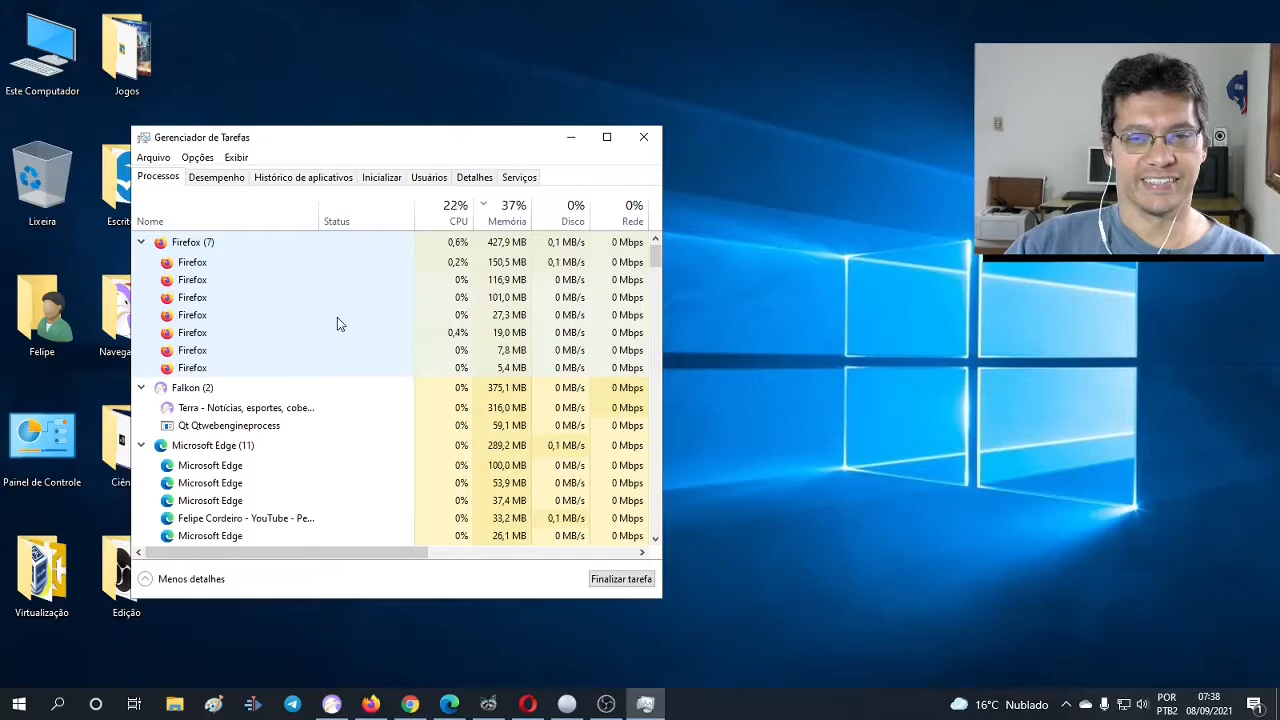 Este Computador
Jogos
Lixeira
Escrit
Felipe
Navega
Painel de Controle
Ciên
Virtualização
Edição
Gerenciador de Tarefas
Arquivo Opções Exibir
Processos Desempenho Histórico de aplicativos Inicializar Usuários Detalhes Serviços
22% 37% 0% 0%
Nome Status CPU Memória Disco Rede
Firefox (7) 0,6% 427,9 MB 0,1 MB/s 0 Mbps
Firefox 0,2% 150,5 MB 0,1 MB/s 0 Mbps
Firefox 0% 116,9 MB 0 MB/s 0 Mbps
Firefox 0% 101,0 MB 0 MB/s 0 Mbps
Firefox 0% 27,3 MB 0 MB/s 0 Mbps
Firefox 0,4% 19,0 MB 0 MB/s 0 Mbps
Firefox 0% 7,8 MB 0 MB/s 0 Mbps
Firefox 0% 5,4 MB 0 MB/s 0 Mbps
Falkon (2) 0% 375,1 MB 0 MB/s 0 Mbps
Terra - Notícias, esportes, cobe... 0% 316,0 MB 0 MB/s 0 Mbps
Qt Qtwebengineprocess 0% 59,1 MB 0 MB/s 0 Mbps
Microsoft Edge (11) 0% 289,2 MB 0,1 MB/s 0 Mbps
Microsoft Edge 0% 100,0 MB 0 MB/s 0 Mbps
Microsoft Edge 0% 53,9 MB 0 MB/s 0 Mbps
Microsoft Edge 0% 37,4 MB 0 MB/s 0 Mbps
Felipe Cordeiro - YouTube - Pe... 0% 33,2 MB 0,1 MB/s 0 Mbps
Microsoft Edge 0% 26,1 MB 0 MB/s 0 Mbps
Menos detalhes
Finalizar tarefa
16°C Nublado
POR
PTB2
07:38
08/09/2021
1